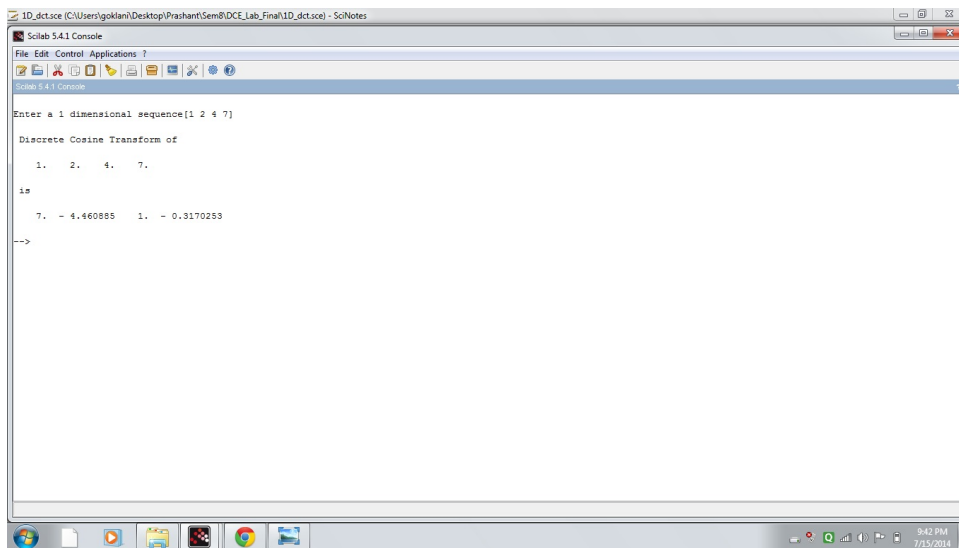 1D_dct.sce (C:\Users\goklani\Desktop\Prashant\Sem8\DCE_Lab_Final\1D_dct.sce) - SciNotes
Scilab 5.4.1 Console
File Edit Control Applications ?
Scilab 5.4.1 Console
Enter a 1 dimensional sequence[1 2 4 7]
Discrete Cosine Transform of
1. 2. 4. 7.
is
7. - 4.460885 1. - 0.3170253
-->
9:42 PM
7/15/2014